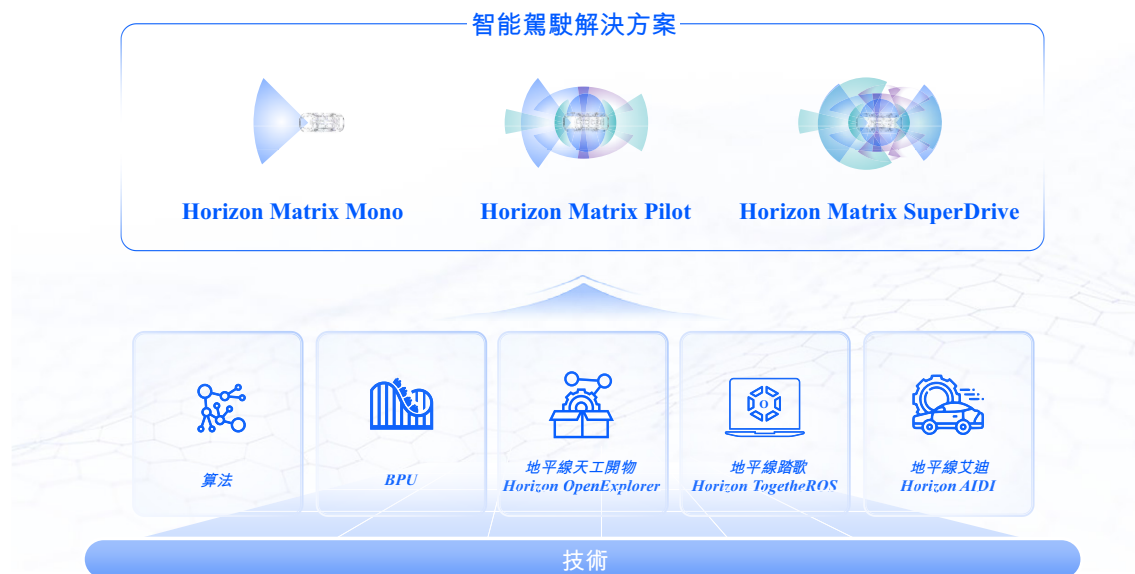 智能駕駛解決方案
Horizon Matrix Mono
Horizon Matrix Pilot
Horizon Matrix SuperDrive
算法
BPU
地平線天工開物
Horizon OpenExplorer
地平線踏歌
Horizon TogetheROS
地平線艾迪
Horizon AIDI
技術